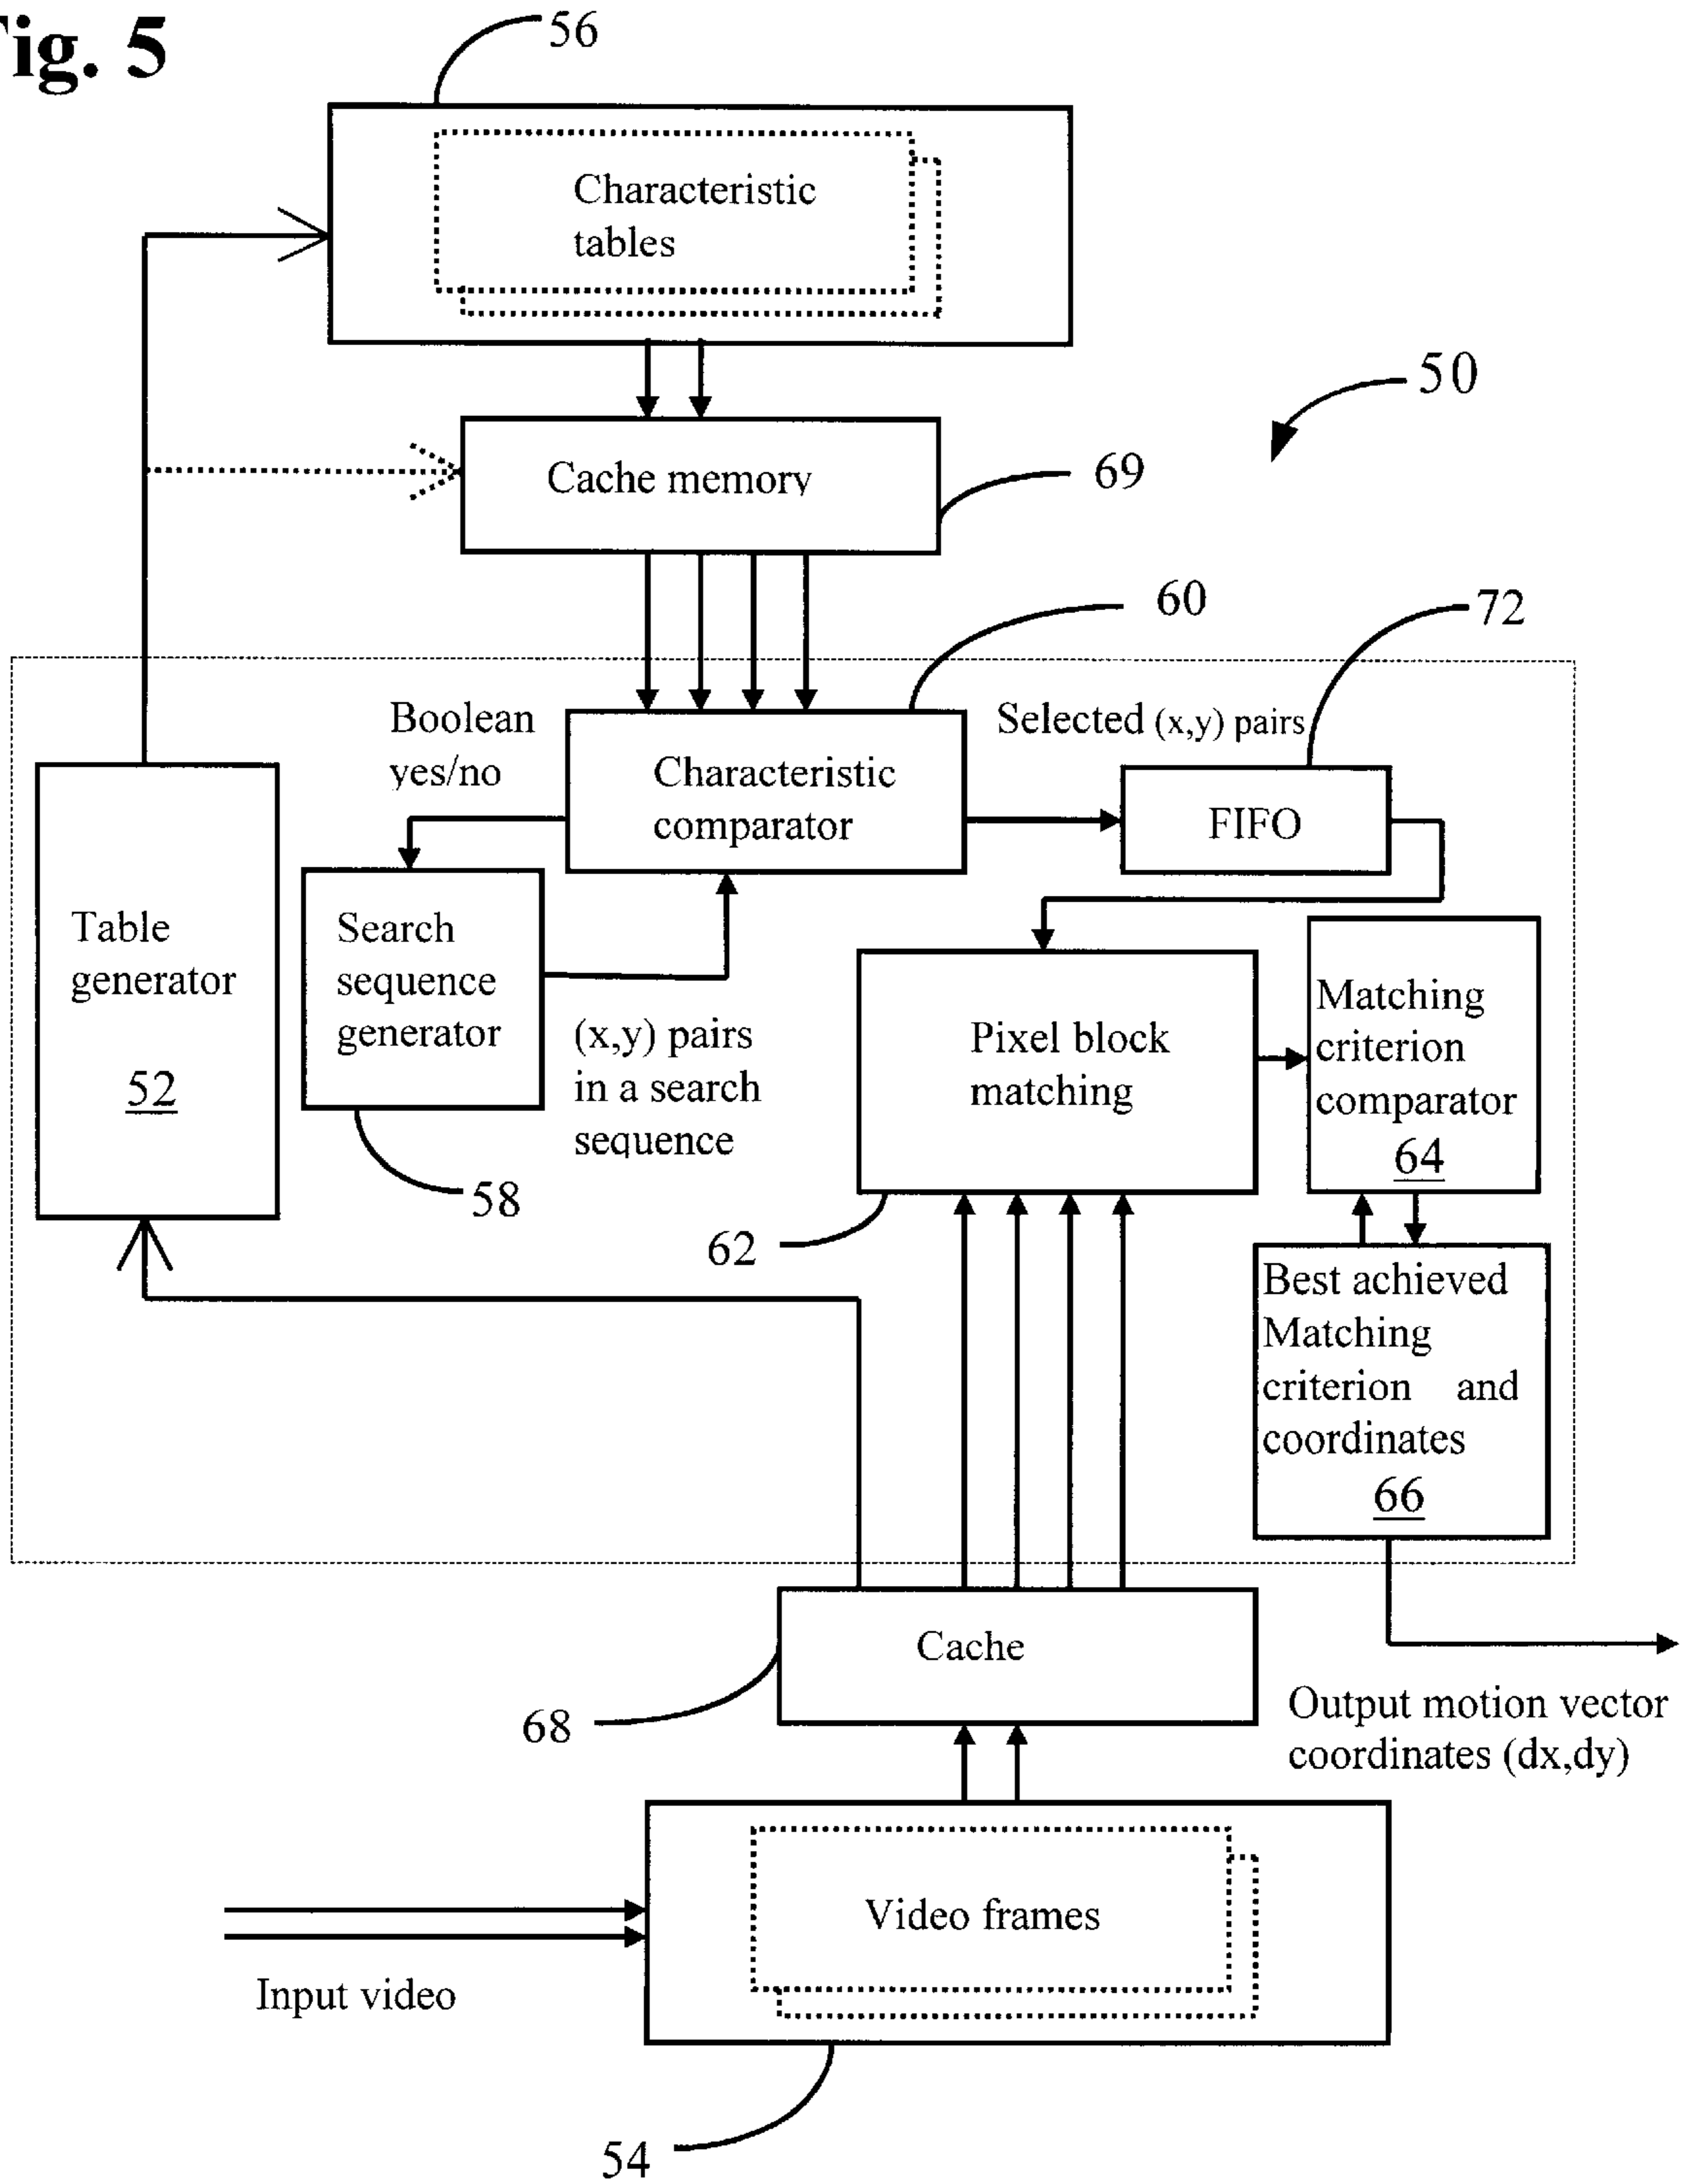 Fig. 5
56
Characteristic
tables
50
Cache memory
69
60
72
Boolean
yes/no
Characteristic
comparator
Selected (x,y) pairs
FIFO
Table
generator
52
Search
sequence
generator
(x,y) pairs
in a search
sequence
58
Pixel block
matching
62
Matching
criterion
comparator
64
Best achieved
Matching
criterion and
coordinates
66
Cache
68
Output motion vector
coordinates (dx,dy)
Video frames
Input video
54